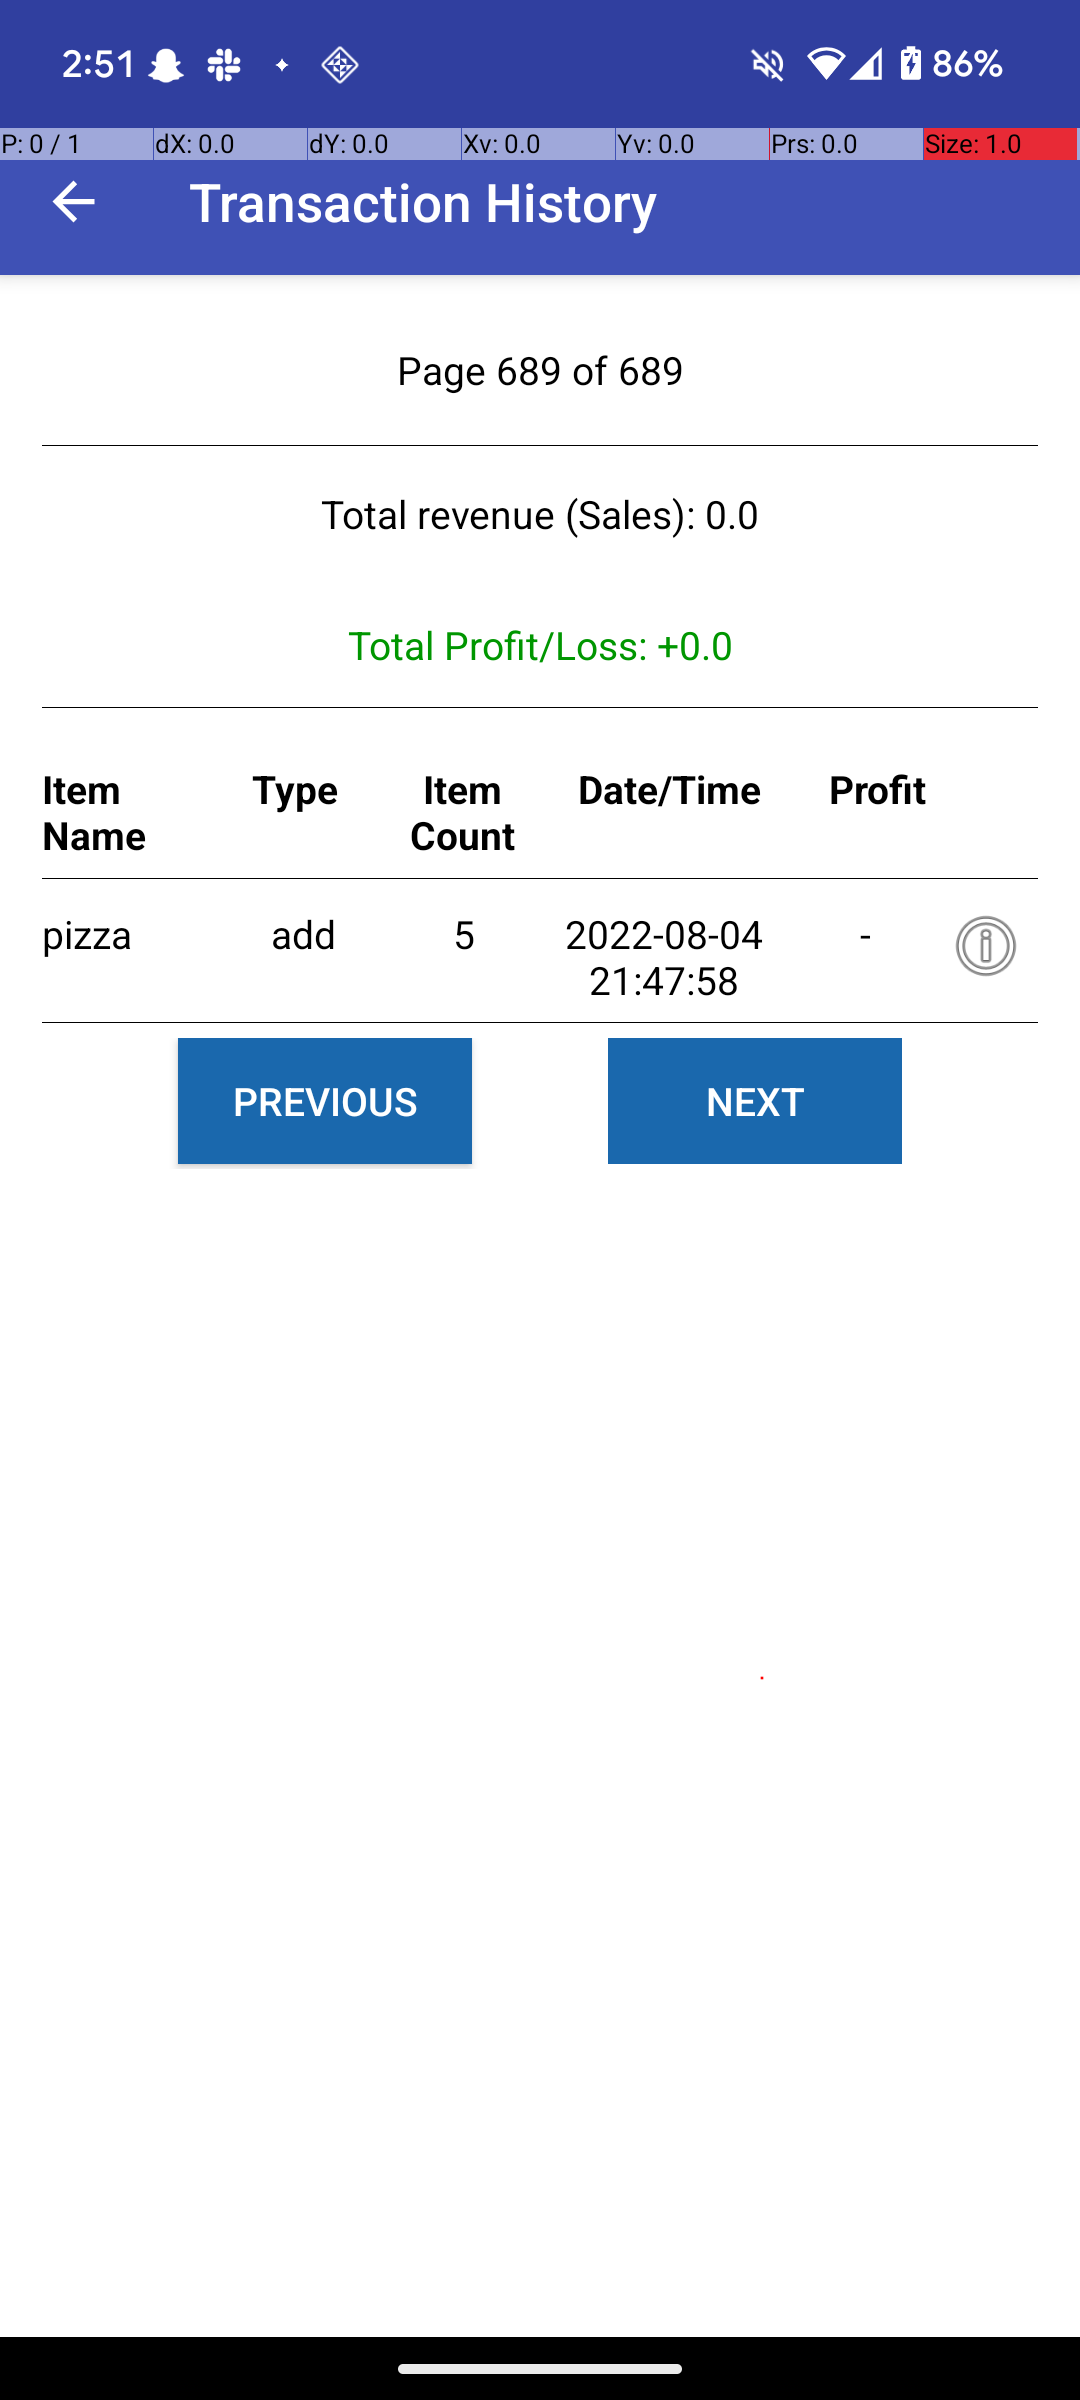 2:51 86%
P: 0 / 1 dX: 0.0 dY: 0.0 Xv: 0.0 Yv: 0.0 Prs: 0.0 Size: 1.0
Transaction History
Page 689 of 689
Total revenue (Sales): 0.0
Total Profit/Loss: +0.0
Item Name Type Item Count Date/Time Profit
pizza add 5 2022-08-04 21:47:58 -
PREVIOUS NEXT